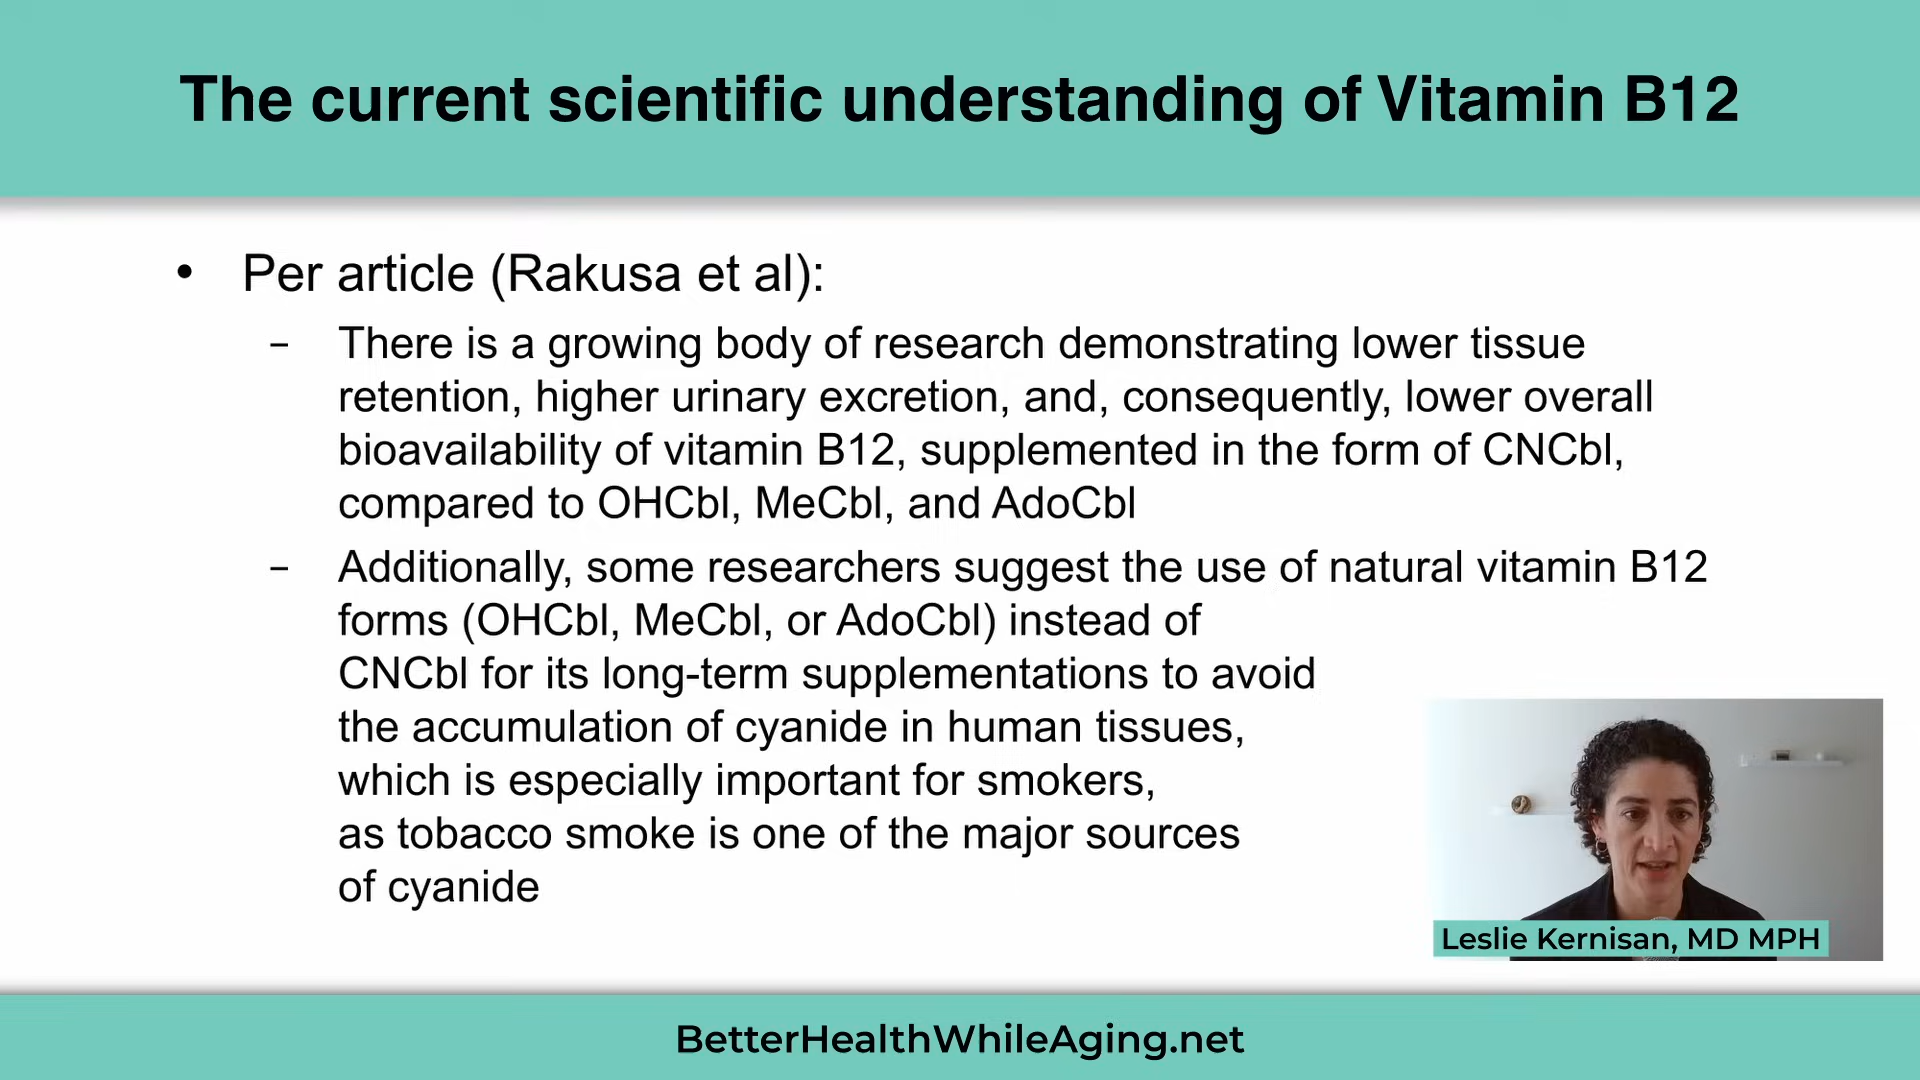 The current scientific understanding of Vitamin B12
• Per article (Rakusa et al):
– There is a growing body of research demonstrating lower tissue
retention, higher urinary excretion, and, consequently, lower overall
bioavailability of vitamin B12, supplemented in the form of CNCbl,
compared to OHCbl, MeCbl, and AdoCbl
– Additionally, some researchers suggest the use of natural vitamin B12
forms (OHCbl, MeCbl, or AdoCbl) instead of
CNCbl for its long-term supplementations to avoid
the accumulation of cyanide in human tissues,
which is especially important for smokers,
as tobacco smoke is one of the major sources
of cyanide
Leslie Kernisan, MD MPH
BetterHealthWhileAging.net